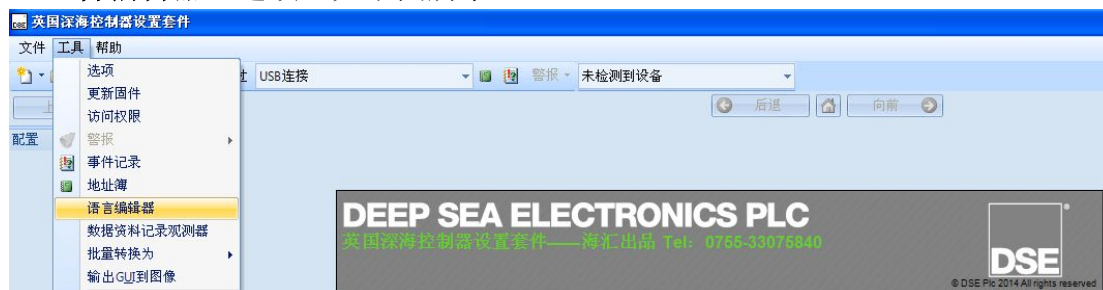 DSE 英国深海控制器设置套件
文件 工具 帮助
USB连接 警报 未检测到设备
后退 向前
配置
选项
更新固件
访问权限
警报
事件记录
地址簿
语言编辑器
数据资料记录观测器
批量转换为
输出GUI到图像
DEEP SEA ELECTRONICS PLC
英国深海控制器设置套件——海汇出品 Tel: 0755-33075840
DSE
© DSE Plc 2014 All rights reserved